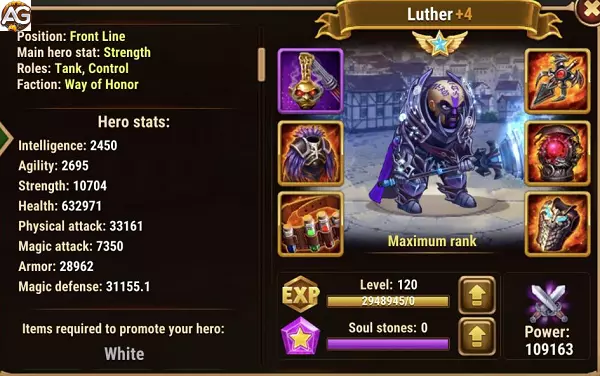 AG
Luther +4
Position: Front Line
Main hero stat: Strength
Roles: Tank, Control
Faction: Way of Honor
Hero stats:
Intelligence: 2450
Agility: 2695
Strength: 10704
Health: 632971
Physical attack: 33161
Magic attack: 7350
Armor: 28962
Magic defense: 31155.1
Items required to promote your hero:
White
Maximum rank
EXP
Level: 120
2948945/0
Soul stones: 0
Power:
109163